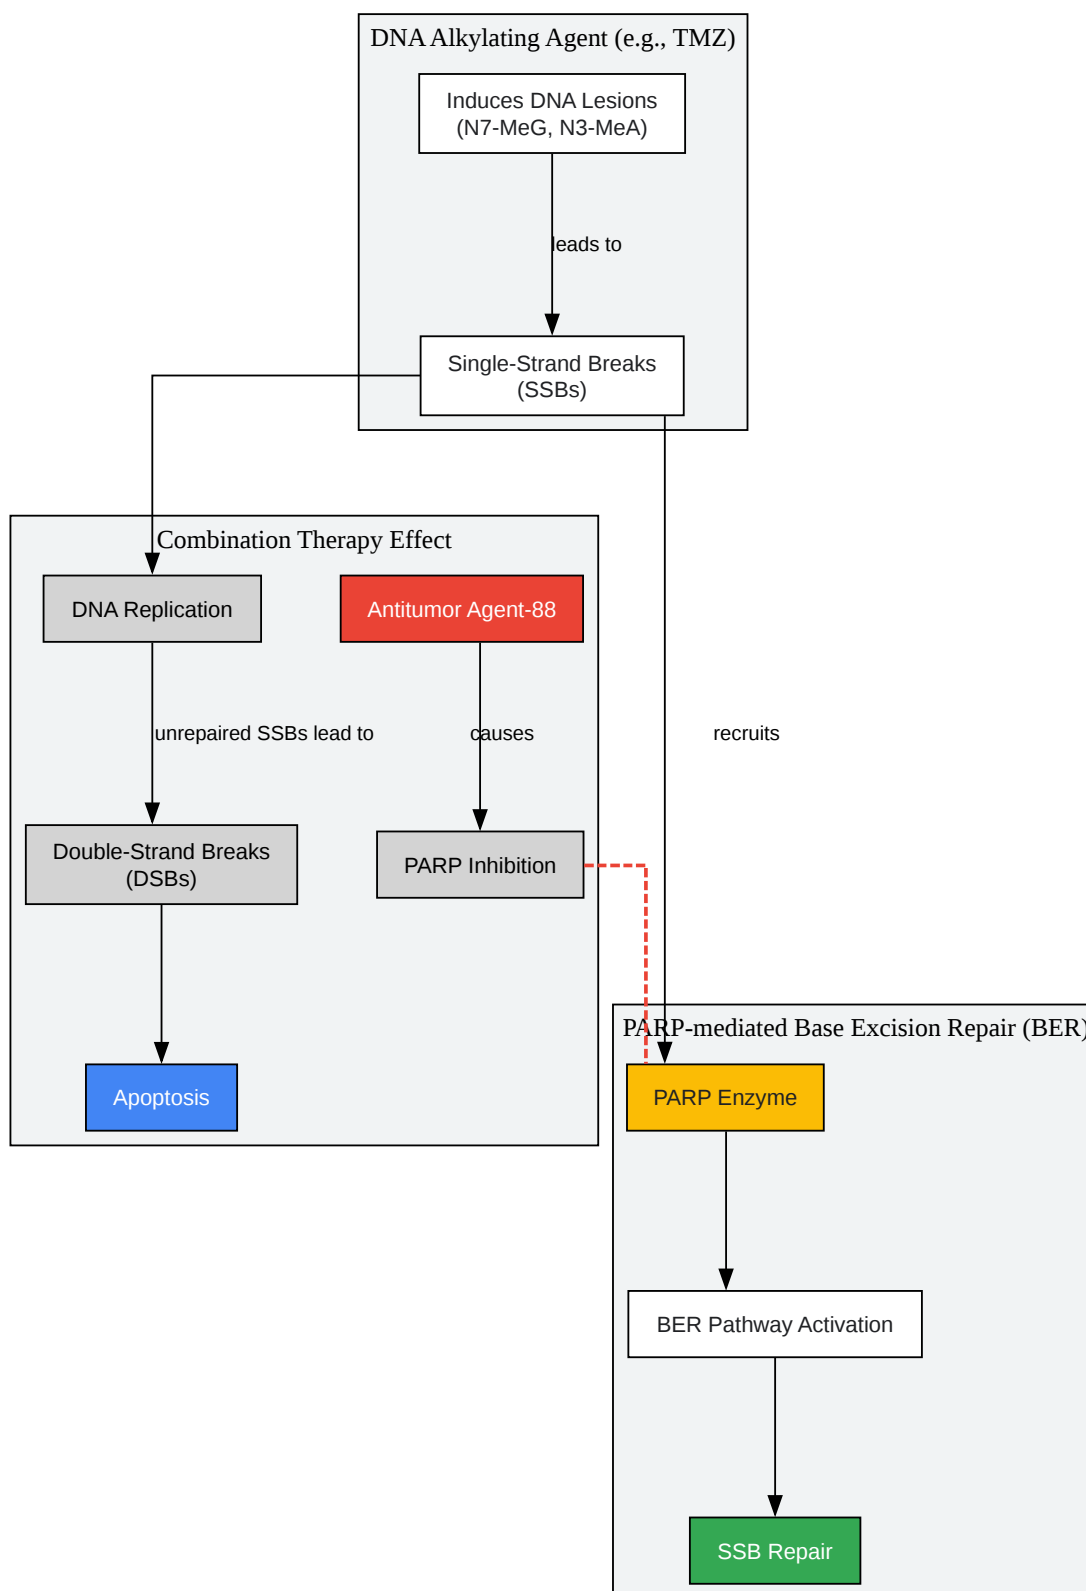 DNA Alkylating Agent (e.g., TMZ)
Induces DNA Lesions
(N7-MeG, N3-MeA)
leads to
Single-Strand Breaks
(SSBs)
Combination Therapy Effect
DNA Replication
Antitumor Agent-88
unrepaired SSBs lead to
causes
recruits
Double-Strand Breaks
(DSBs)
PARP Inhibition
PARP-mediated Base Excision Repair (BER)
Apoptosis
PARP Enzyme
BER Pathway Activation
SSB Repair